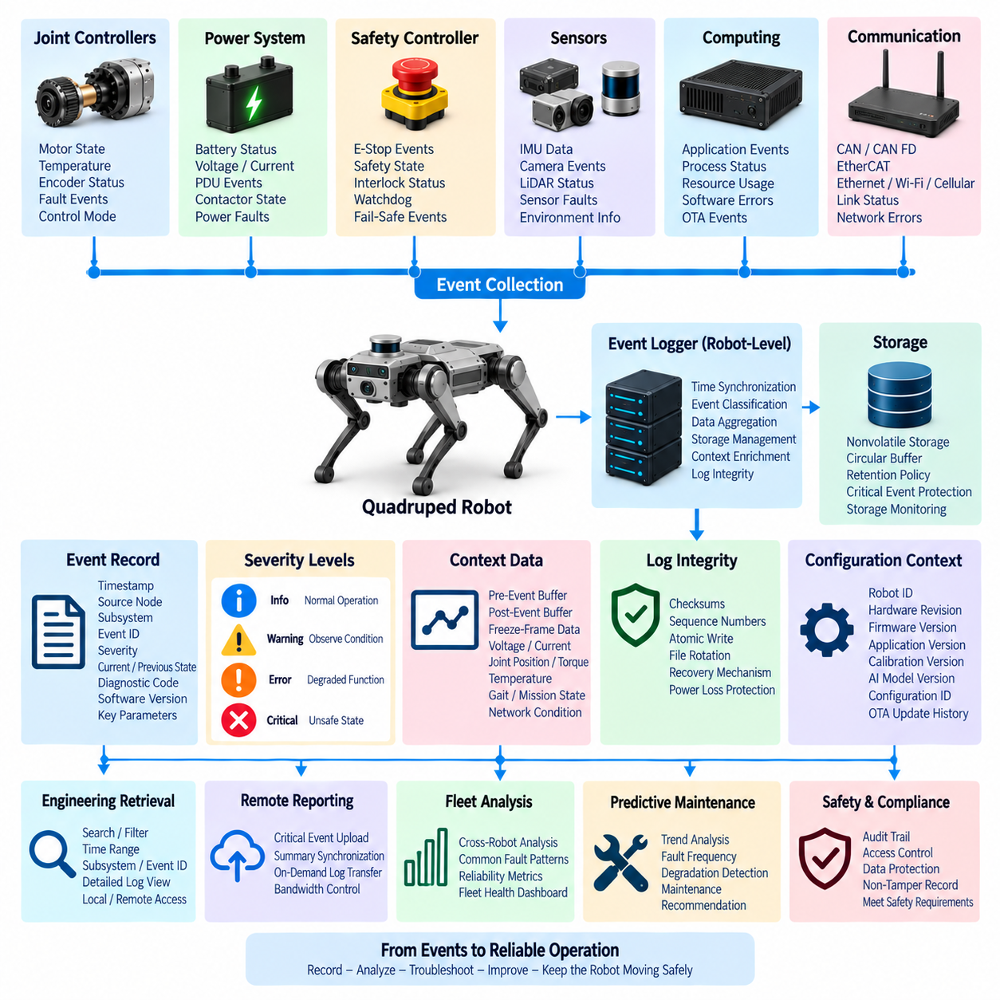 Joint Controllers
Motor State
Temperature
Encoder Status
Fault Events
Control Mode
Power System
Battery Status
Voltage / Current
PDU Events
Contactor State
Power Faults
Safety Controller
E-Stop Events
Safety State
Interlock Status
Watchdog
Fail-Safe Events
Sensors
IMU Data
Camera Events
LiDAR Status
Sensor Faults
Environment Info
Computing
Application Events
Process Status
Resource Usage
Software Errors
OTA Events
Communication
CAN / CAN FD
EtherCAT
Ethernet / Wi-Fi / Cellular
Link Status
Network Errors
Event Collection
Quadruped Robot
Event Logger (Robot-Level)
Time Synchronization
Event Classification
Data Aggregation
Storage Management
Context Enrichment
Log Integrity
Storage
Nonvolatile Storage
Circular Buffer
Retention Policy
Critical Event Protection
Storage Monitoring
Event Record
Timestamp
Source Node
Subsystem
Event ID
Severity
Current / Previous State
Diagnostic Code
Software Version
Key Parameters
Severity Levels
Info Normal Operation
Warning Observe Condition
Error Degraded Function
Critical Unsafe State
Context Data
Pre-Event Buffer
Post-Event Buffer
Freeze-Frame Data
Voltage / Current
Joint Position / Torque
Temperature
Gait / Mission State
Network Condition
Log Integrity
Checksums
Sequence Numbers
Atomic Write
File Rotation
Recovery Mechanism
Power Loss Protection
Configuration Context
Robot ID
Hardware Revision
Firmware Version
Application Version
Calibration Version
AI Model Version
Configuration ID
OTA Update History
Engineering Retrieval
Search / Filter
Time Range
Subsystem / Event ID
Detailed Log View
Local / Remote Access
Remote Reporting
Critical Event Upload
Summary Synchronization
On-Demand Log Transfer
Bandwidth Control
Fleet Analysis
Cross-Robot Analysis
Common Fault Patterns
Reliability Metrics
Fleet Health Dashboard
Predictive Maintenance
Trend Analysis
Fault Frequency
Degradation Detection
Maintenance
Recommendation
Safety & Compliance
Audit Trail
Access Control
Data Protection
Non-Tamper Record
Meet Safety Requirements
From Events to Reliable Operation
Record – Analyze – Troubleshoot – Improve – Keep the Robot Moving Safely